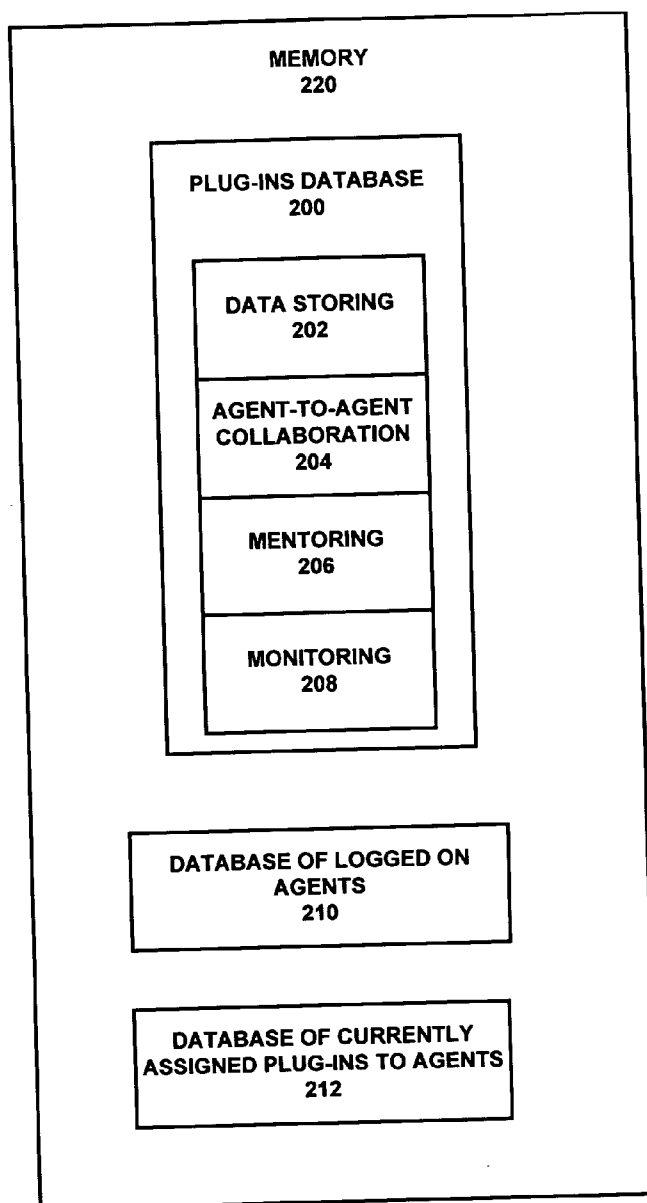 MEMORY
220
PLUG-INS DATABASE
200
DATA STORING
202
AGENT-TO-AGENT
COLLABORATION
204
MENTORING
206
MONITORING
208
DATABASE OF LOGGED ON
AGENTS
210
DATABASE OF CURRENTLY
ASSIGNED PLUG-INS TO AGENTS
212